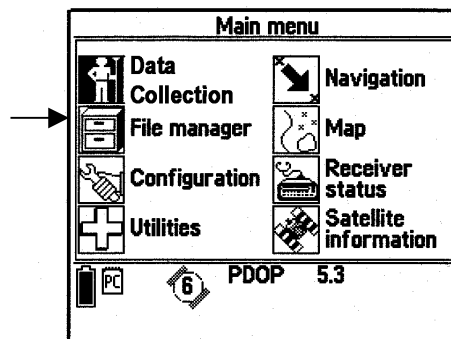 Main menu
Data Collection
Navigation
File manager
Map
Configuration
Receiver status
Utilities
Satellite information
PC
6
PDOP 5.3